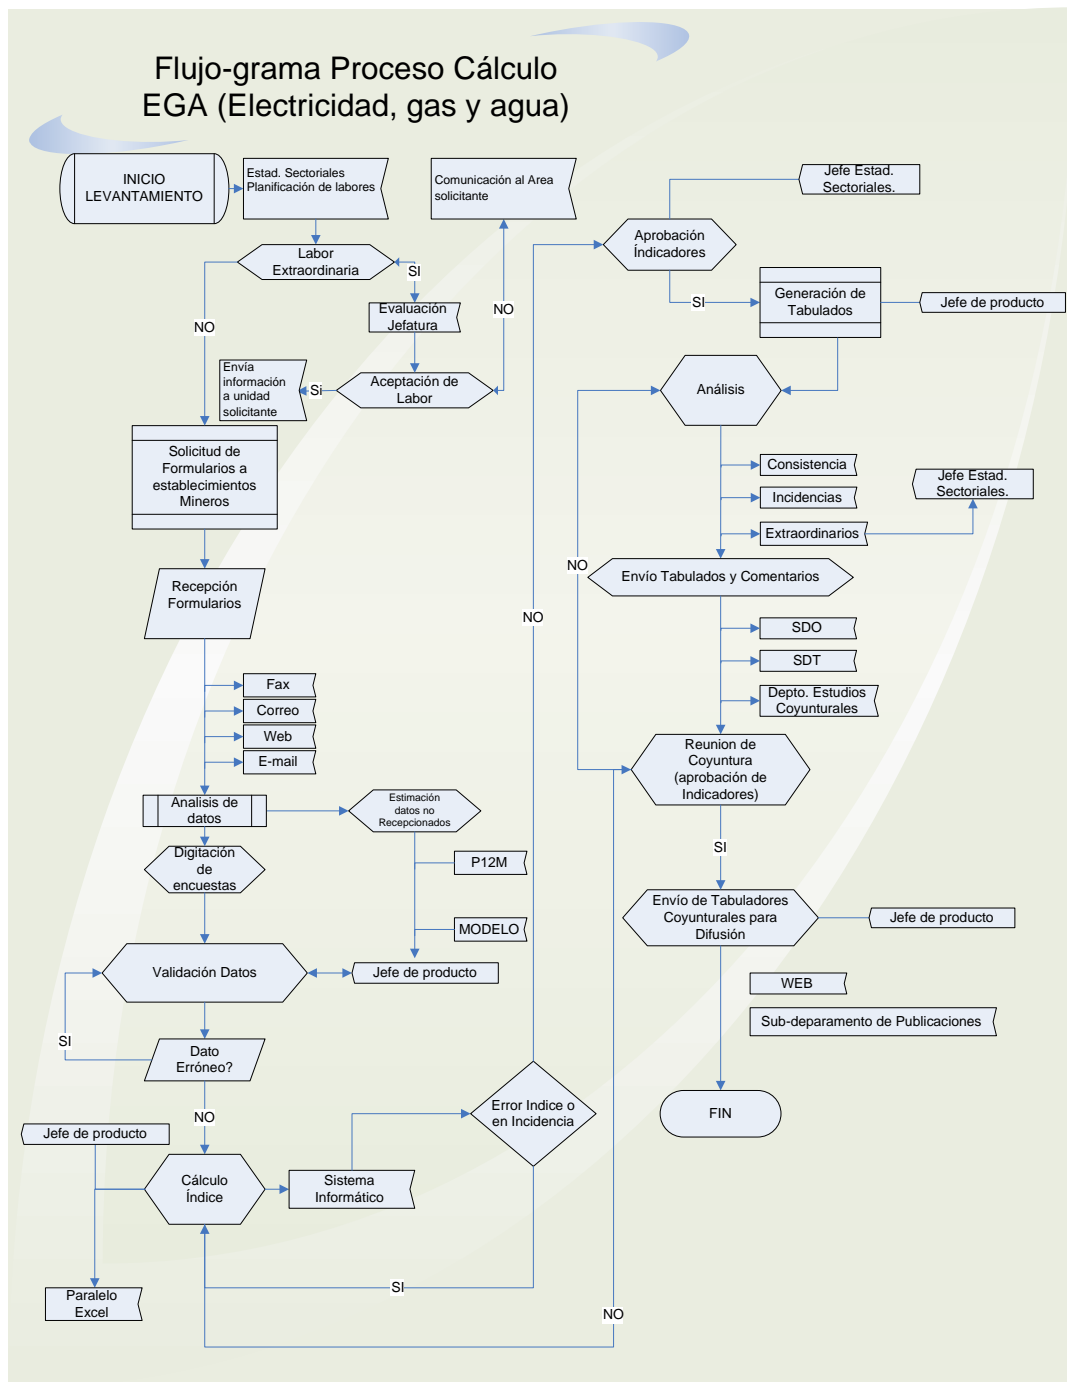 Flujo-grama Proceso Cálculo
EGA (Electricidad, gas y agua)
INICIO
LEVANTAMIENTO
Estad. Sectoriales
Planificación de labores
Comunicación al Area
solicitante
Labor
Extraordinaria
SI
NO
Evaluación
Jefatura
NO
Envía
información
a unidad
solicitante
Si
Aceptación de
Labor
Solicitud de
Formularios a
establecimientos
Mineros
Recepción
Formularios
Fax
Correo
Web
E-mail
Analisis de
datos
Estimación
datos no
Recepcionados
Digitación
de
encuestas
P12M
MODELO
Validación Datos
Jefe de producto
SI
Dato
Erróneo?
NO
Jefe de producto
Cálculo
Índice
Sistema
Informático
Error Indice o
en Incidencia
Paralelo
Excel
SI
NO
NO
Jefe Estad.
Sectoriales.
Aprobación
Índicadores
SI
Generación de
Tabulados
Jefe de producto
Análisis
Consistencia
Incidencias
Extraordinarios
Jefe Estad.
Sectoriales.
NO
Envío Tabulados y Comentarios
SDO
SDT
Depto. Estudios
Coyunturales
Reunion de
Coyuntura
(aprobación de
Indicadores)
SI
Envío de Tabuladores
Coyunturales para
Difusión
Jefe de producto
WEB
Sub-deparamento de Publicaciones
FIN